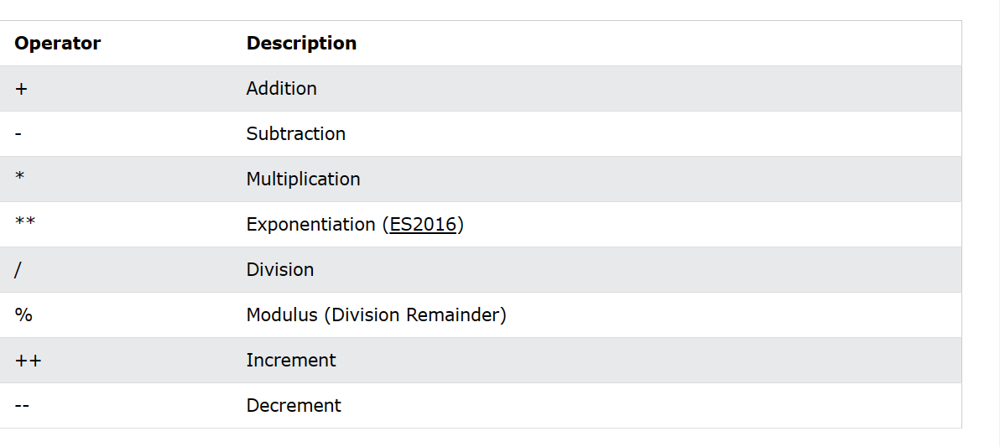 Operator Description
+ Addition
- Subtraction
* Multiplication
** Exponentiation (ES2016)
/ Division
% Modulus (Division Remainder)
++ Increment
-- Decrement